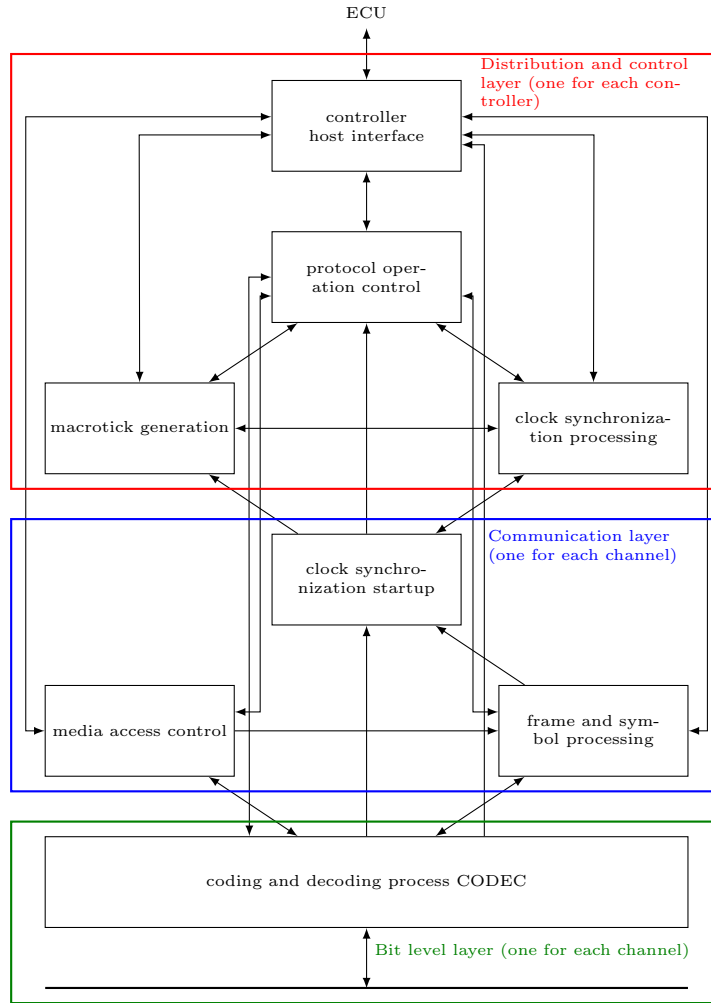 ECU
Distribution and control
layer (one for each con-
troller)
controller
host interface
protocol oper-
ation control
macrotick generation
clock synchroniza-
tion processing
Communication layer
(one for each channel)
clock synchro-
nization startup
media access control
frame and sym-
bol processing
coding and decoding process CODEC
Bit level layer (one for each channel)